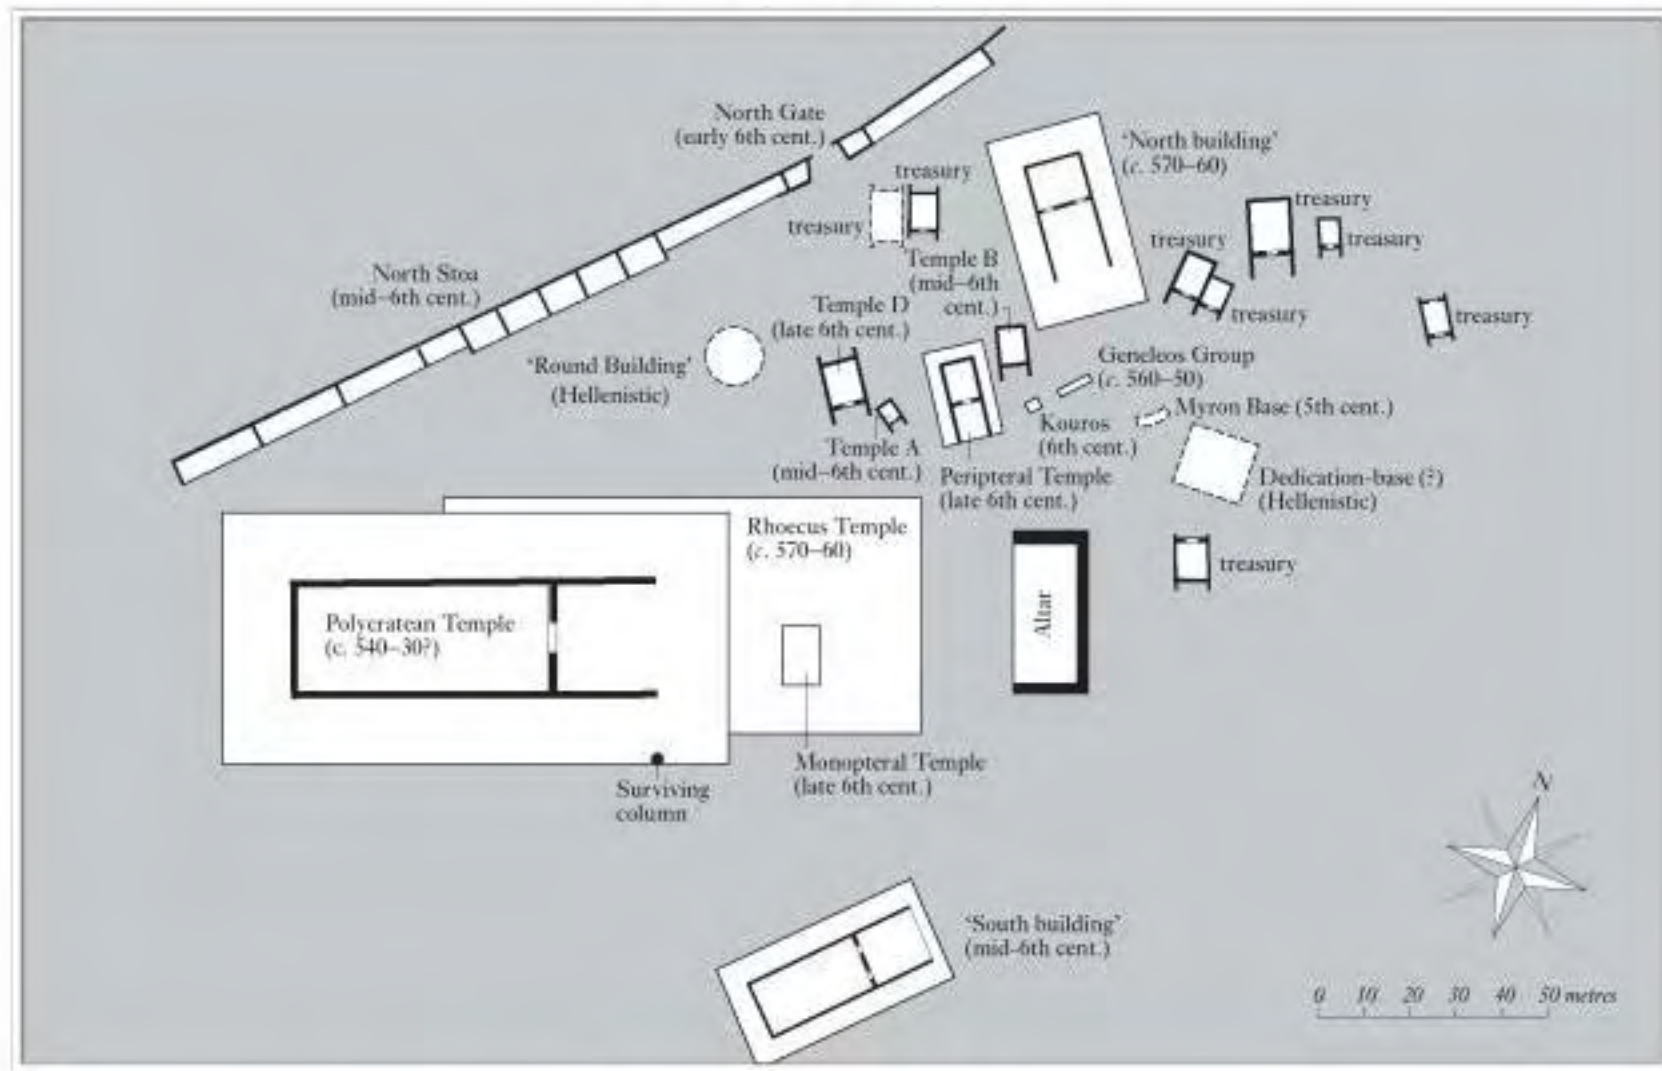 North Gate
(early 6th cent.)
'North building'
(c. 570–60)
treasury
treasury
treasury
treasury
treasury
treasury
treasury
North Stoa
(mid–6th cent.)
Temple B
(mid–6th
cent.)
Temple D
(late 6th cent.)
'Round Building'
(Hellenistic)
Geneleos Group
(c. 560–50)
Myron Base (5th cent.)
Kouros
(6th cent.)
Temple A
(mid–6th cent.)
Peripteral Temple
(late 6th cent.)
Dedication-base (?)
(Hellenistic)
Rhoecus Temple
(c. 570–60)
treasury
Altar
Polycratean Temple
(c. 540–30?)
Monopteral Temple
(late 6th cent.)
Surviving
column
N
'South building'
(mid-6th cent.)
0 10 20 30 40 50 metres